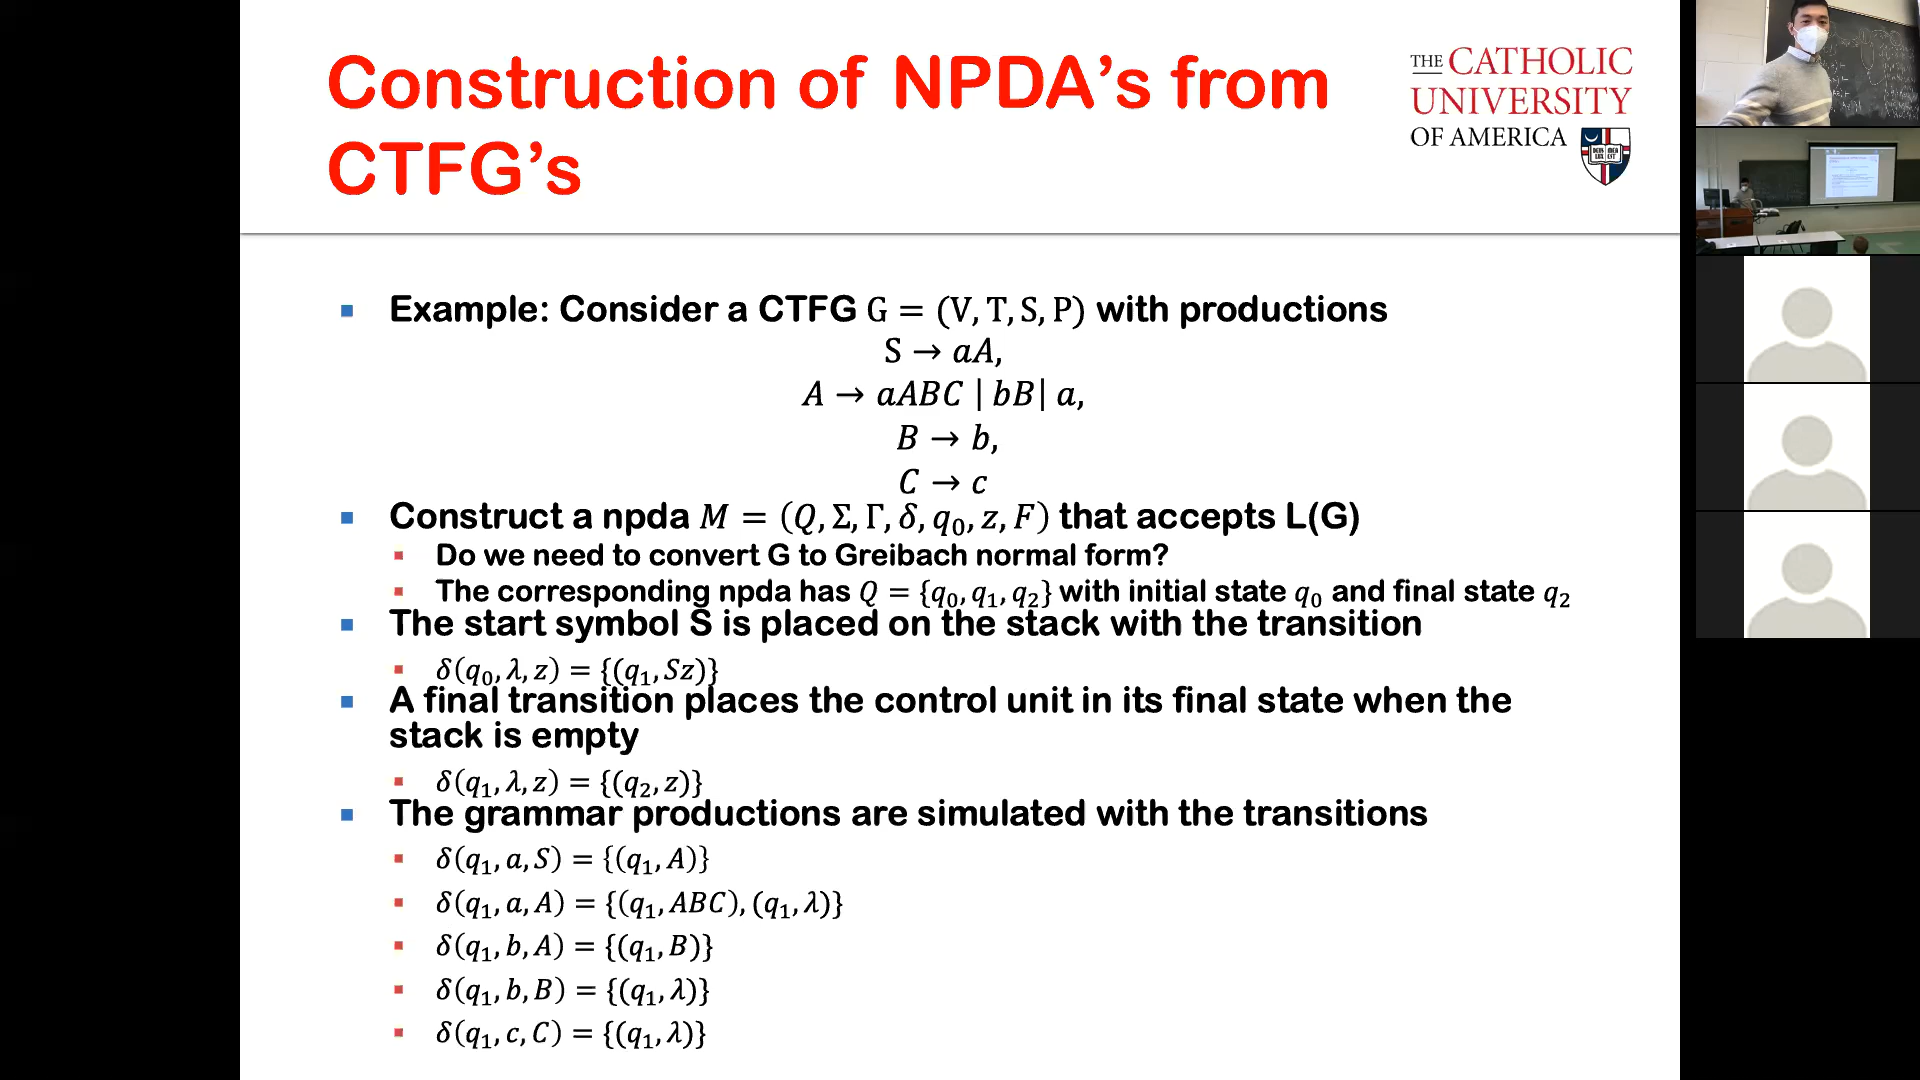 Construction of NPDA’s from
CTFG’s
THE CATHOLIC
UNIVERSITY
OF AMERICA
DEUS MEA
LUX EST
Example: Consider a CTFG G = (V, T, S, P) with productions
S → aA,
A → aABC | bB| a,
B → b,
C → c
Construct a npda M = (Q, Σ, Γ, δ, q₀, z, F) that accepts L(G)
Do we need to convert G to Greibach normal form?
The corresponding npda has Q = {q₀, q₁, q₂} with initial state q₀ and final state q₂
The start symbol S is placed on the stack with the transition
δ(q₀, λ, z) = {(q₁, Sz)}
A final transition places the control unit in its final state when the
stack is empty
δ(q₁, λ, z) = {(q₂, z)}
The grammar productions are simulated with the transitions
δ(q₁, a, S) = {(q₁, A)}
δ(q₁, a, A) = {(q₁, ABC), (q₁, λ)}
δ(q₁, b, A) = {(q₁, B)}
δ(q₁, b, B) = {(q₁, λ)}
δ(q₁, c, C) = {(q₁, λ)}